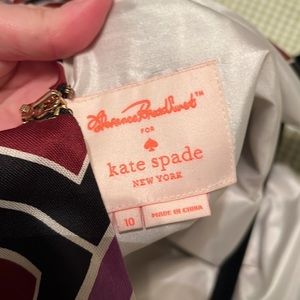 Florence Broadhurst™
FOR
kate spade
NEW YORK
10
MADE IN CHINA